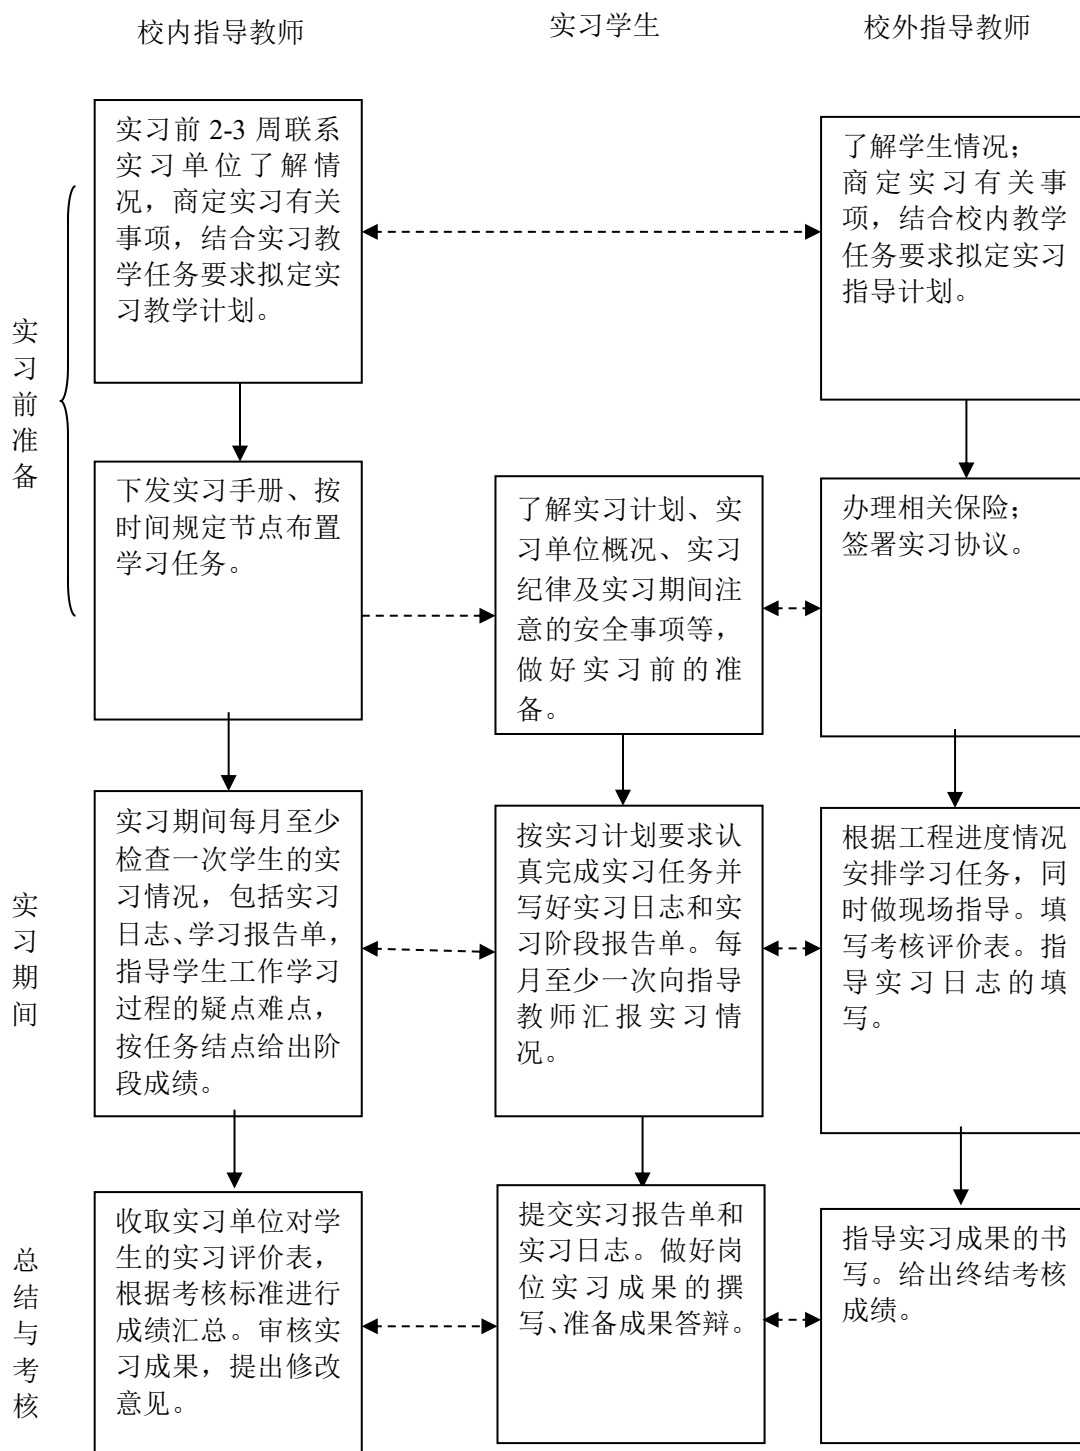 校内指导教师
实习学生
校外指导教师
实习前准备
实习前 2-3 周联系
实习单位了解情
况，商定实习有关
事项，结合实习教
学任务要求拟定实
习教学计划。
了解学生情况；
商定实习有关事
项，结合校内教学
任务要求拟定实习
指导计划。
下发实习手册、按
时间规定节点布置
学习任务。
了解实习计划、实
习单位概况、实习
纪律及实习期间注
意的安全事项等，
做好实习前的准
备。
办理相关保险；
签署实习协议。
实习期间
实习期间每月至少
检查一次学生的实
习情况，包括实习
日志、学习报告单，
指导学生工作学习
过程的疑点难点，
按任务结点给出阶
段成绩。
按实习计划要求认
真完成实习任务并
写好实习日志和实
习阶段报告单。每
月至少一次向指导
教师汇报实习情
况。
根据工程进度情况
安排学习任务，同
时做现场指导。填
写考核评价表。指
导实习日志的填
写。
总结与考核
收取实习单位对学
生的实习评价表，
根据考核标准进行
成绩汇总。审核实
习成果，提出修改
意见。
提交实习报告单和
实习日志。做好岗
位实习成果的撰
写、准备成果答辩。
指导实习成果的书
写。给出终结考核
成绩。